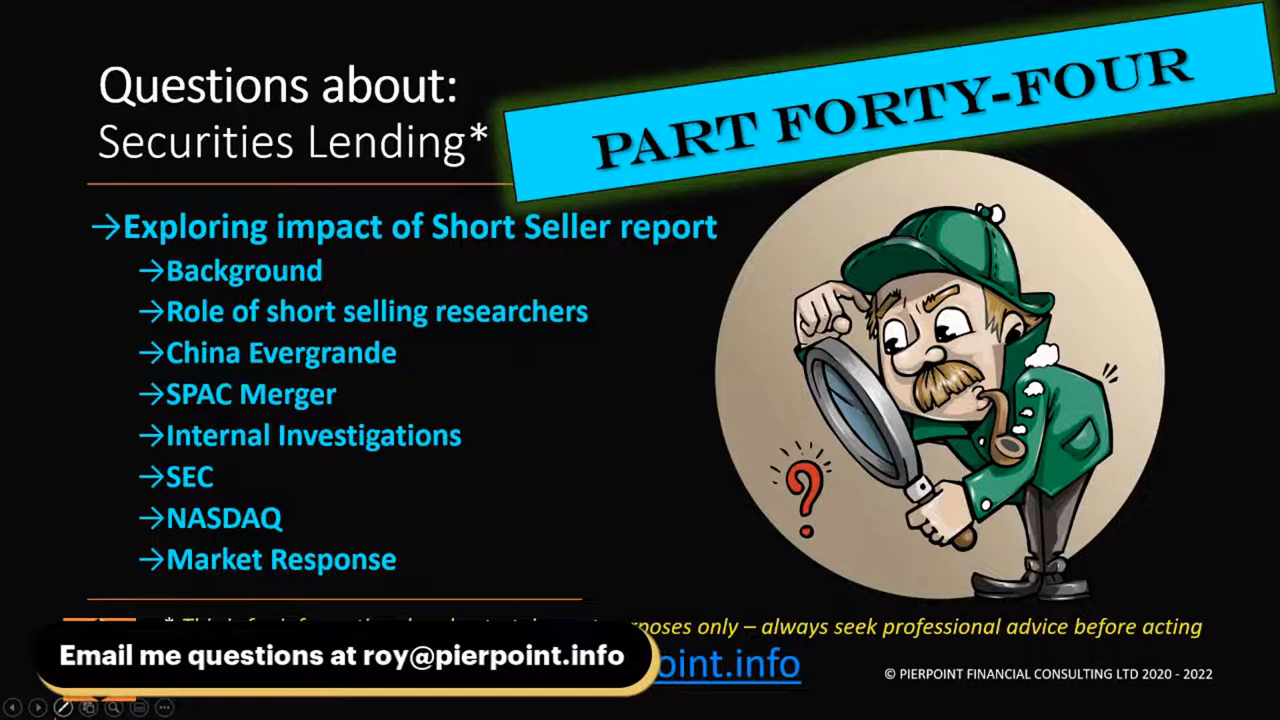 Questions about:
Securities Lending*
PART FORTY-FOUR
→Exploring impact of Short Seller report
→Background
→Role of short selling researchers
→China Evergrande
→SPAC Merger
→Internal Investigations
→SEC
→NASDAQ
→Market Response
only – always seek professional advice before acting
Email me questions at roy@pierpoint.info
point.info
© PIERPOINT FINANCIAL CONSULTING LTD 2020 - 2022